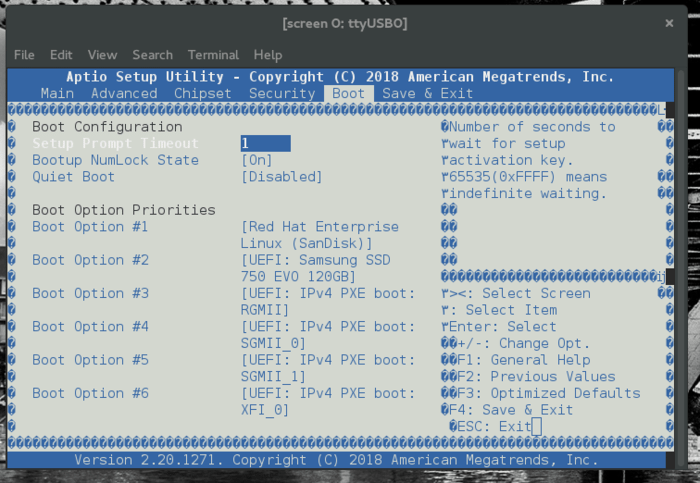 [screen 0: ttyUSB0]
File Edit View Search Terminal Help
Aptio Setup Utility - Copyright (C) 2018 American Megatrends, Inc.
Main Advanced Chipset Security Boot Save & Exit
Boot Configuration
Setup Prompt Timeout 1
Bootup NumLock State [On]
Quiet Boot [Disabled]
Boot Option Priorities
Boot Option #1 [Red Hat Enterprise
Linux (SanDisk)]
Boot Option #2 [UEFI: Samsung SSD
750 EVO 120GB]
Boot Option #3 [UEFI: IPv4 PXE boot:
RGMII]
Boot Option #4 [UEFI: IPv4 PXE boot:
SGMII_0]
Boot Option #5 [UEFI: IPv4 PXE boot:
SGMII_1]
Boot Option #6 [UEFI: IPv4 PXE boot:
XFI_0]
Number of seconds to
wait for setup
activation key.
65535(0xFFFF) means
indefinite waiting.
><: Select Screen
: Select Item
Enter: Select
+/-: Change Opt.
F1: General Help
F2: Previous Values
F3: Optimized Defaults
F4: Save & Exit
ESC: Exit
Version 2.20.1271. Copyright (C) 2018 American Megatrends, Inc.